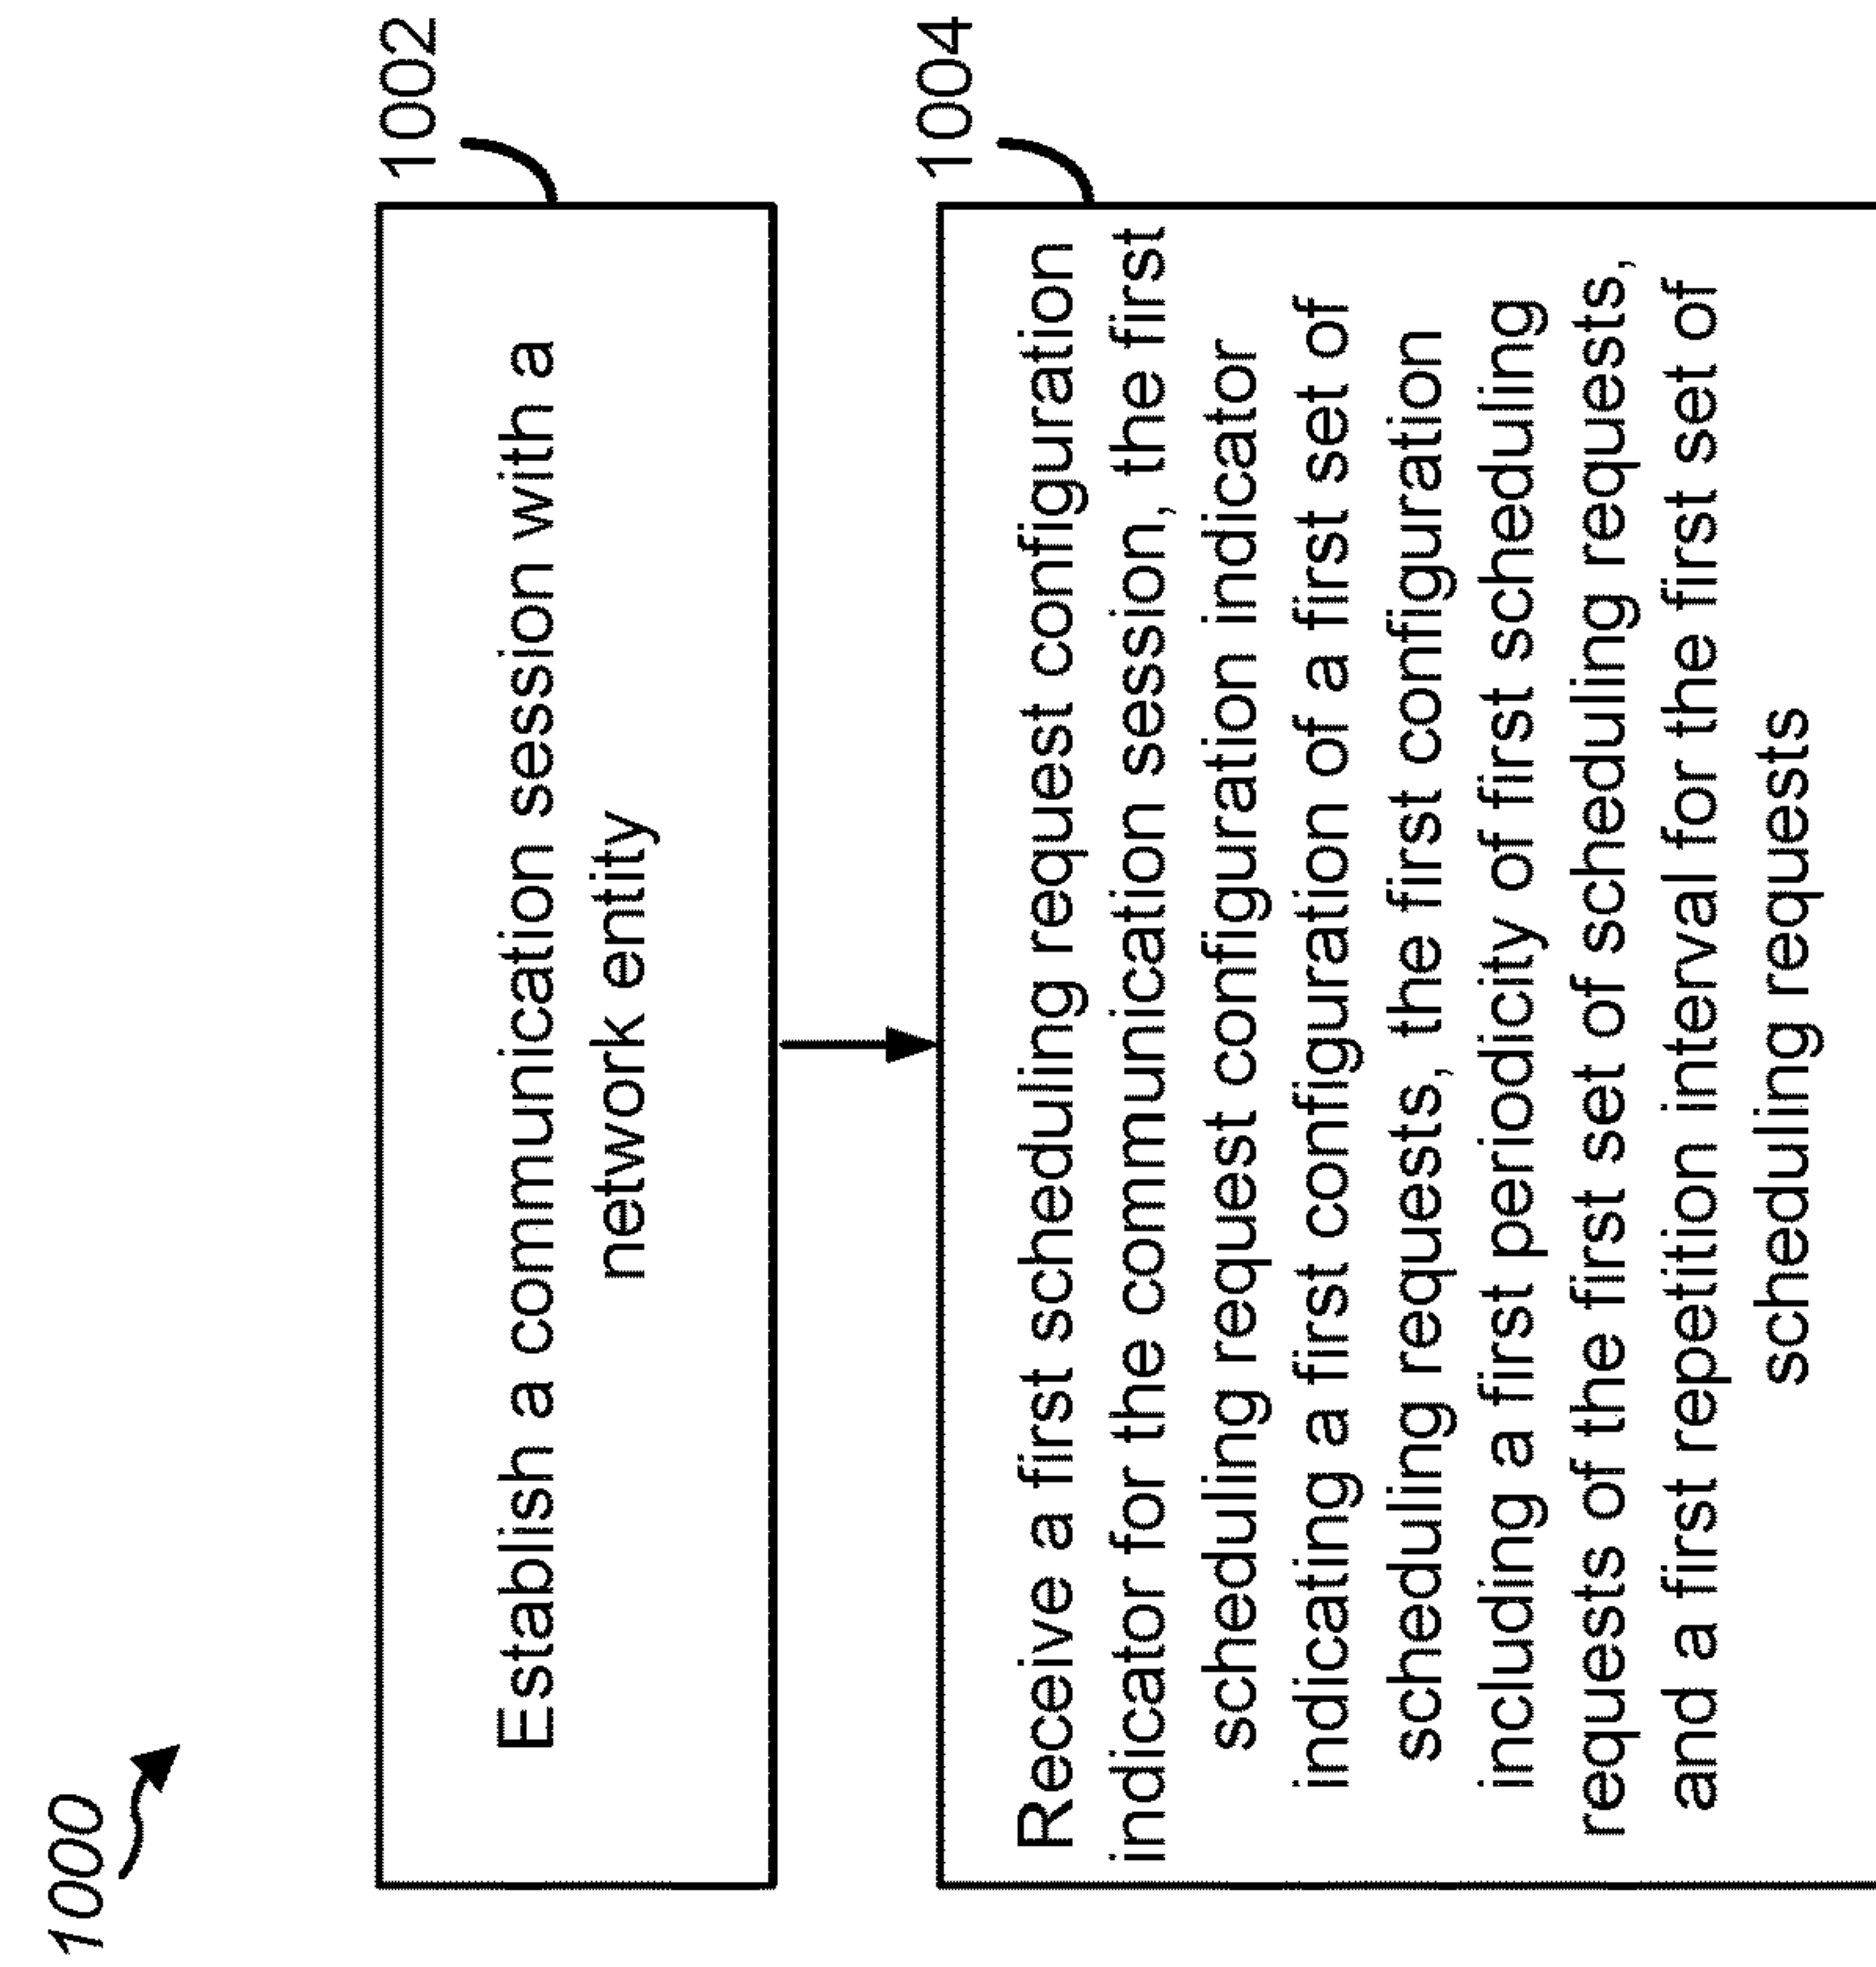 1000
1002
Establish a communication session with a
network entity
1004
Receive a first scheduling request configuration
indicator for the communication session, the first
scheduling request configuration indicator
indicating a first configuration of a first set of
scheduling requests, the first configuration
including a first periodicity of first scheduling
requests of the first set of scheduling requests,
and a first repetition interval for the first set of
scheduling requests